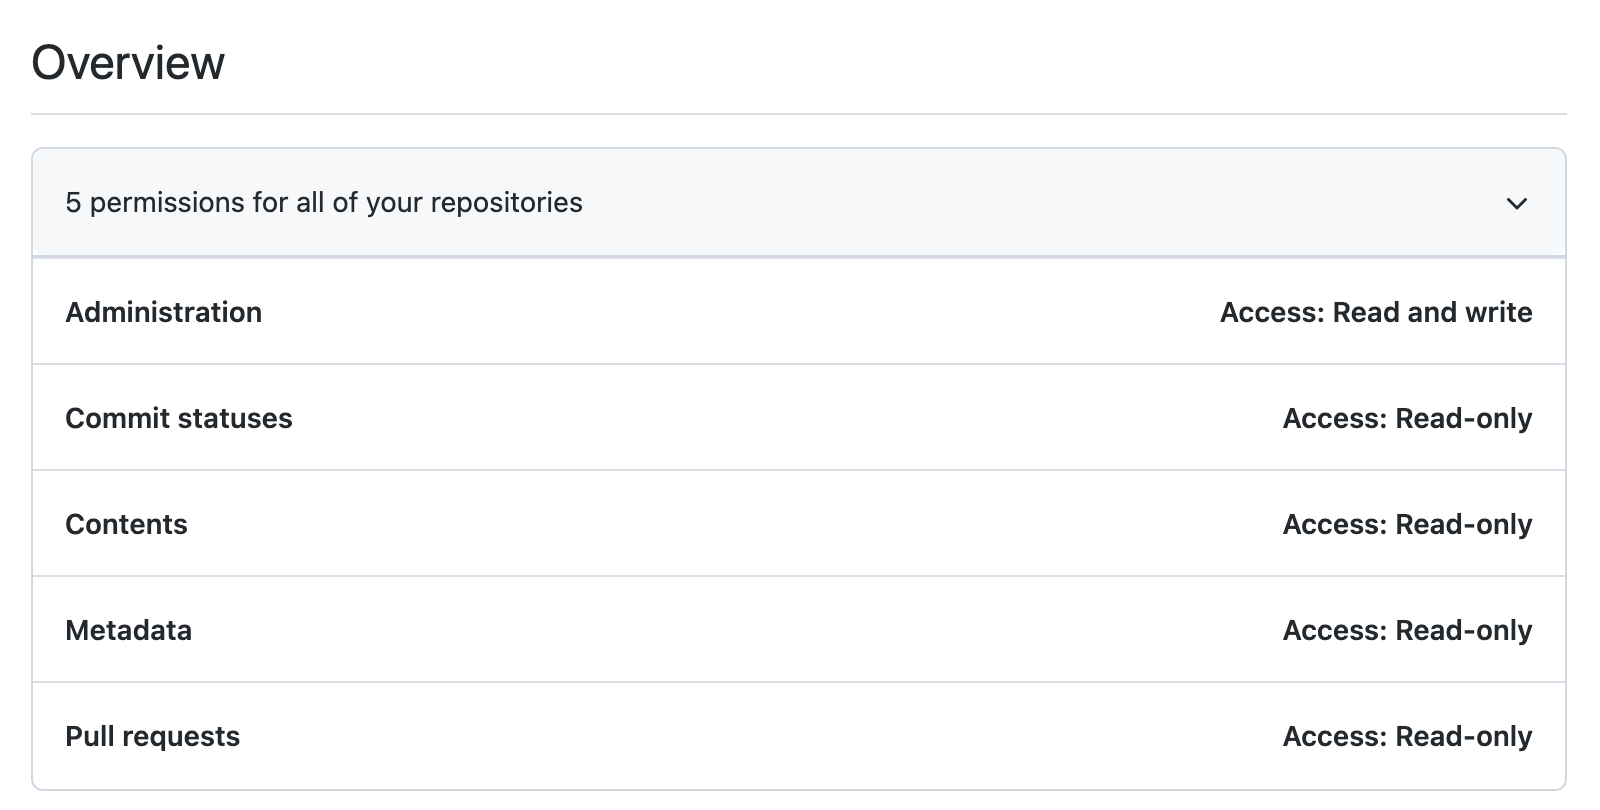 Overview
5 permissions for all of your repositories
Administration Access: Read and write
Commit statuses Access: Read-only
Contents Access: Read-only
Metadata Access: Read-only
Pull requests Access: Read-only